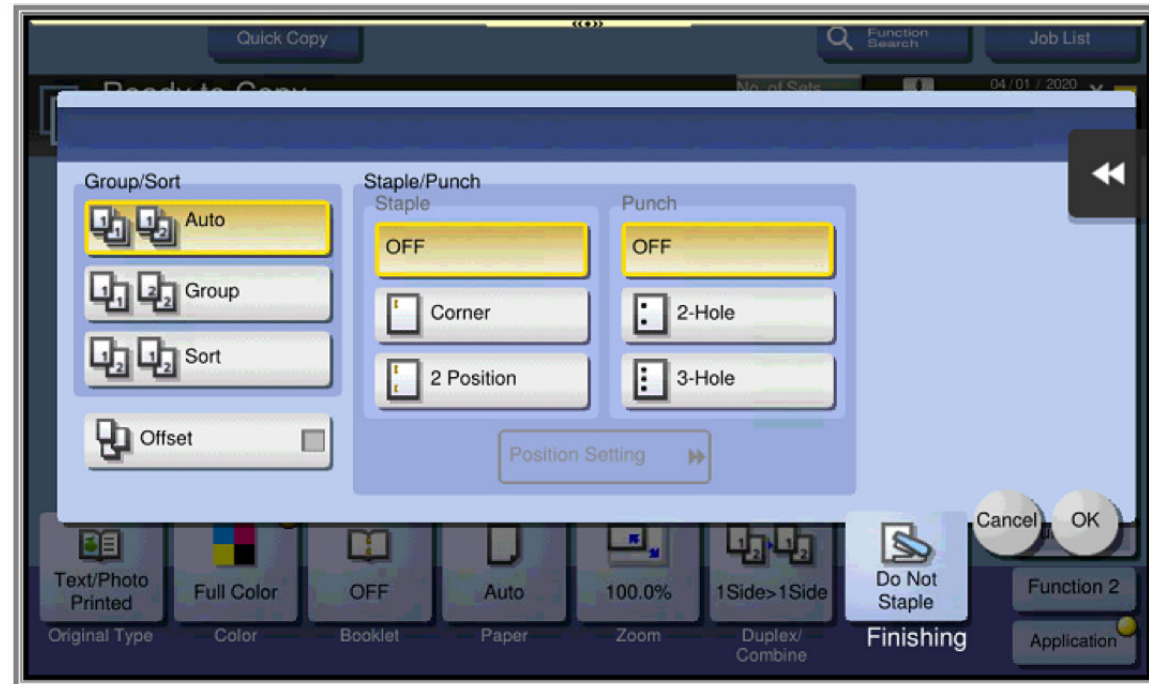 Quick Copy
Function
Search
Job List
Ready to Copy
No. of Sets
04/01/2020
Group/Sort
Auto
Group
Sort
Offset
Staple/Punch
Staple
OFF
Corner
2 Position
Punch
OFF
2-Hole
3-Hole
Position Setting
Cancel
OK
Text/Photo
Printed
Full Color
OFF
Auto
100.0%
1Side>1Side
Do Not
Staple
Function 2
Original Type
Color
Booklet
Paper
Zoom
Duplex/
Combine
Finishing
Application